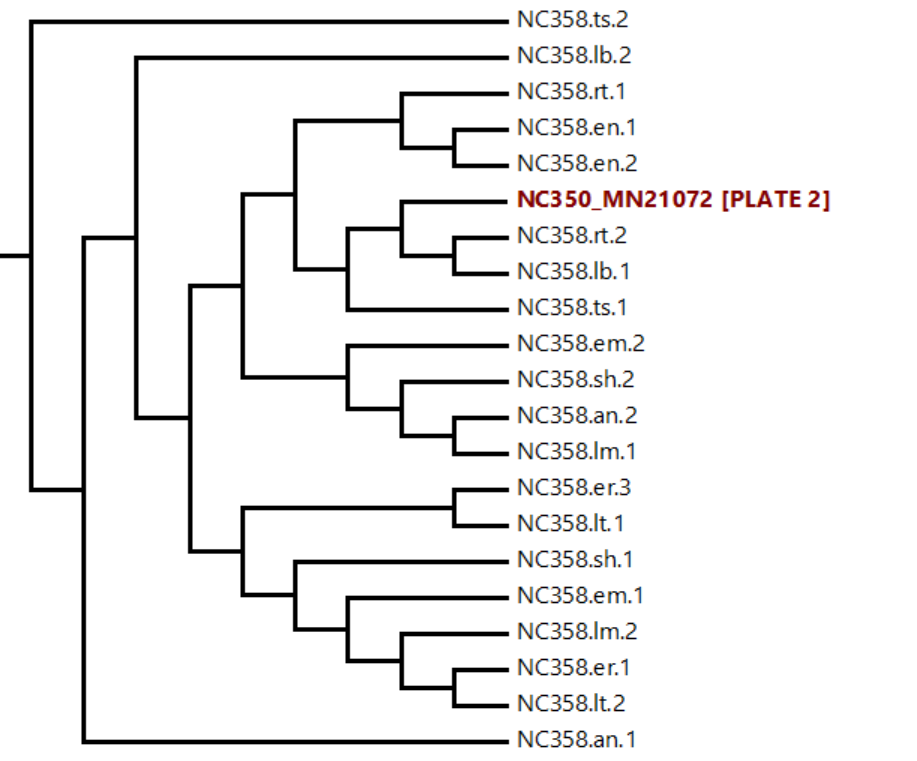 NC358.ts.2
NC358.lb.2
NC358.rt.1
NC358.en.1
NC358.en.2
NC350_MN21072 [PLATE 2]
NC358.rt.2
NC358.lb.1
NC358.ts.1
NC358.em.2
NC358.sh.2
NC358.an.2
NC358.lm.1
NC358.er.3
NC358.lt.1
NC358.sh.1
NC358.em.1
NC358.lm.2
NC358.er.1
NC358.lt.2
NC358.an.1